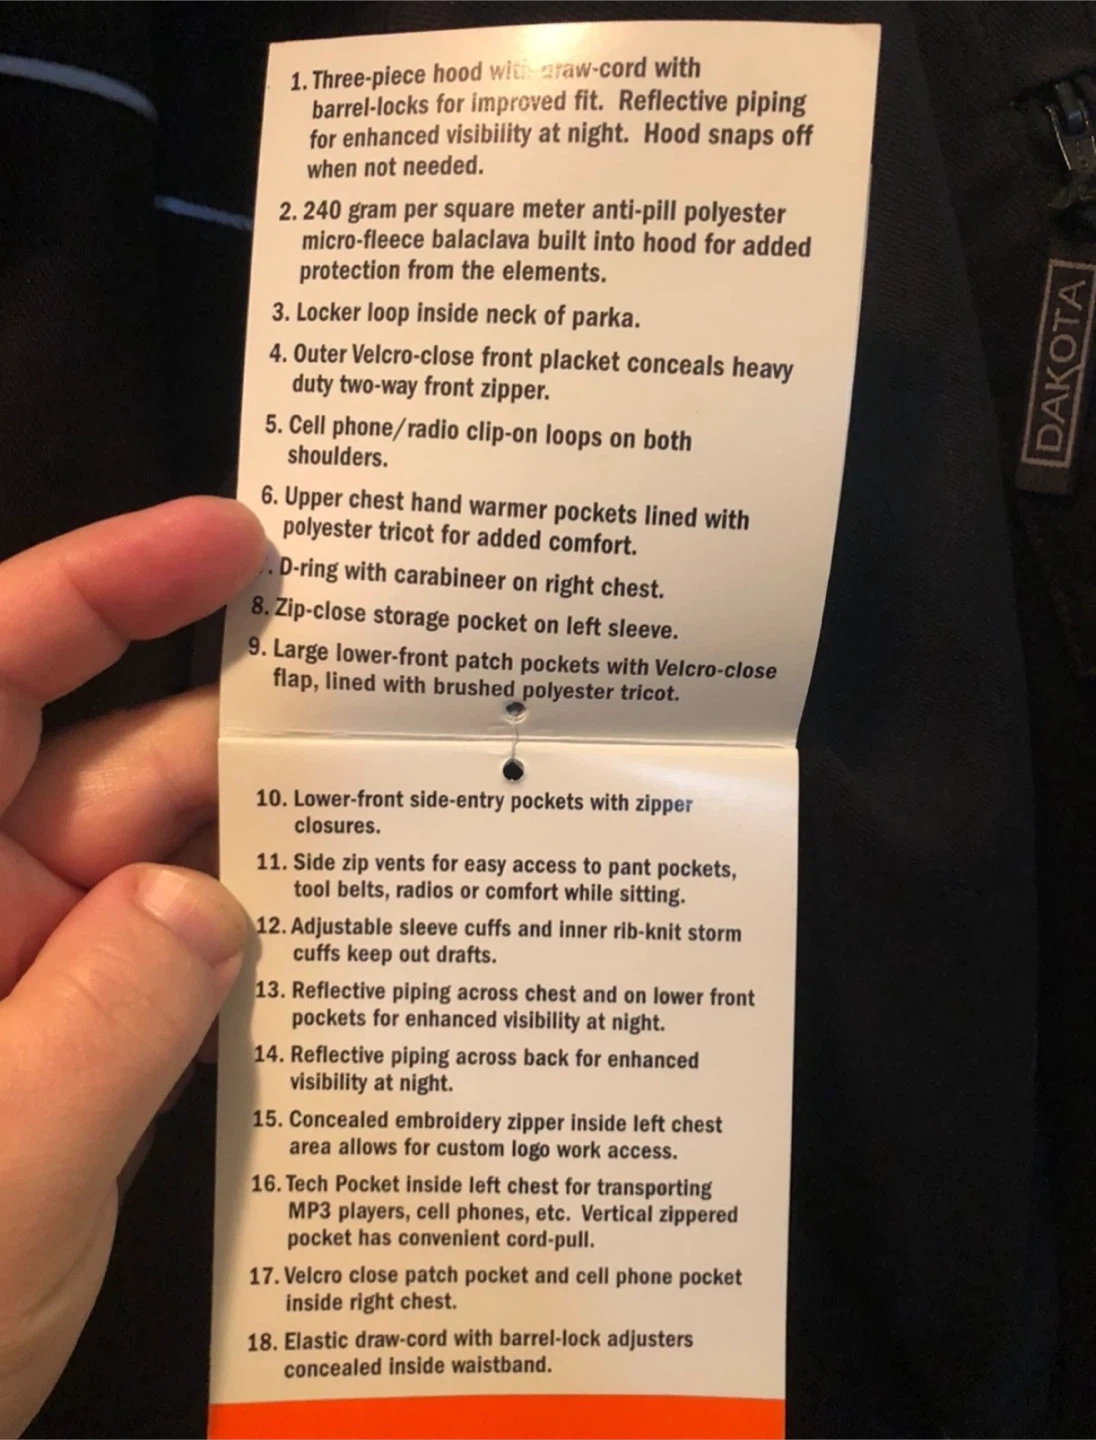 1. Three-piece hood with draw-cord with
barrel-locks for improved fit. Reflective piping
for enhanced visibility at night. Hood snaps off
when not needed.
2. 240 gram per square meter anti-pill polyester
micro-fleece balaclava built into hood for added
protection from the elements.
3. Locker loop inside neck of parka.
4. Outer Velcro-close front placket conceals heavy
duty two-way front zipper.
5. Cell phone/radio clip-on loops on both
shoulders.
6. Upper chest hand warmer pockets lined with
polyester tricot for added comfort.
. D-ring with carabineer on right chest.
8. Zip-close storage pocket on left sleeve.
9. Large lower-front patch pockets with Velcro-close
flap, lined with brushed polyester tricot.
10. Lower-front side-entry pockets with zipper
closures.
11. Side zip vents for easy access to pant pockets,
tool belts, radios or comfort while sitting.
12. Adjustable sleeve cuffs and inner rib-knit storm
cuffs keep out drafts.
13. Reflective piping across chest and on lower front
pockets for enhanced visibility at night.
14. Reflective piping across back for enhanced
visibility at night.
15. Concealed embroidery zipper inside left chest
area allows for custom logo work access.
16. Tech Pocket inside left chest for transporting
MP3 players, cell phones, etc. Vertical zippered
pocket has convenient cord-pull.
17. Velcro close patch pocket and cell phone pocket
inside right chest.
18. Elastic draw-cord with barrel-lock adjusters
concealed inside waistband.
DAKOTA